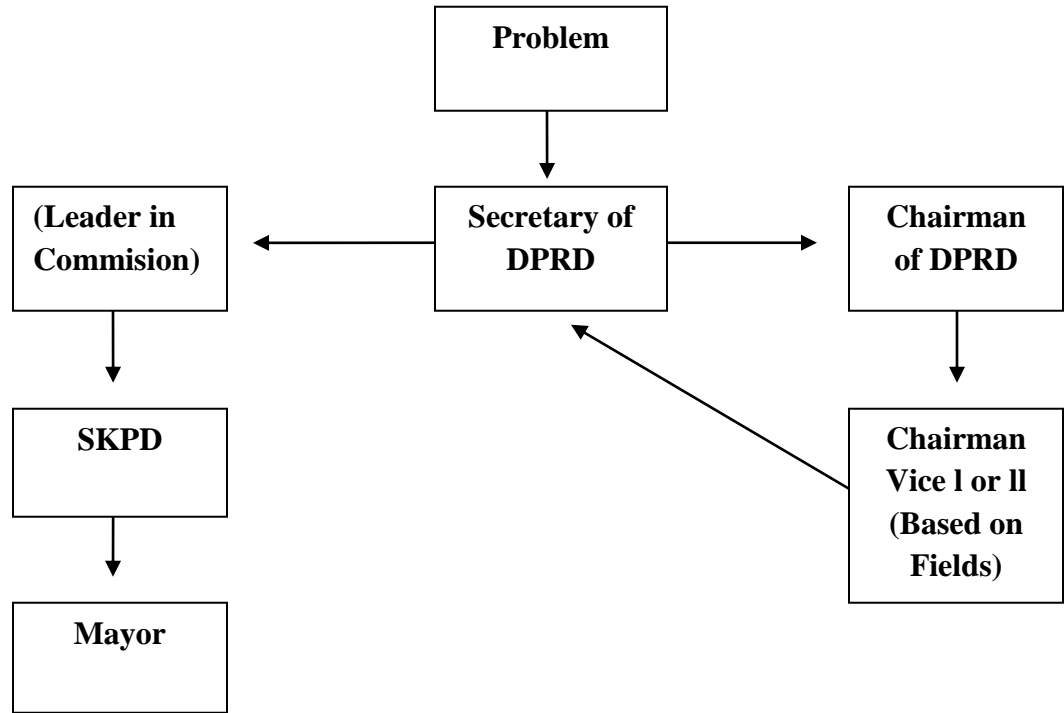 Problem
(Leader in
Commision)
Secretary of
DPRD
Chairman
of DPRD
SKPD
Chairman
Vice l or ll
(Based on
Fields)
Mayor